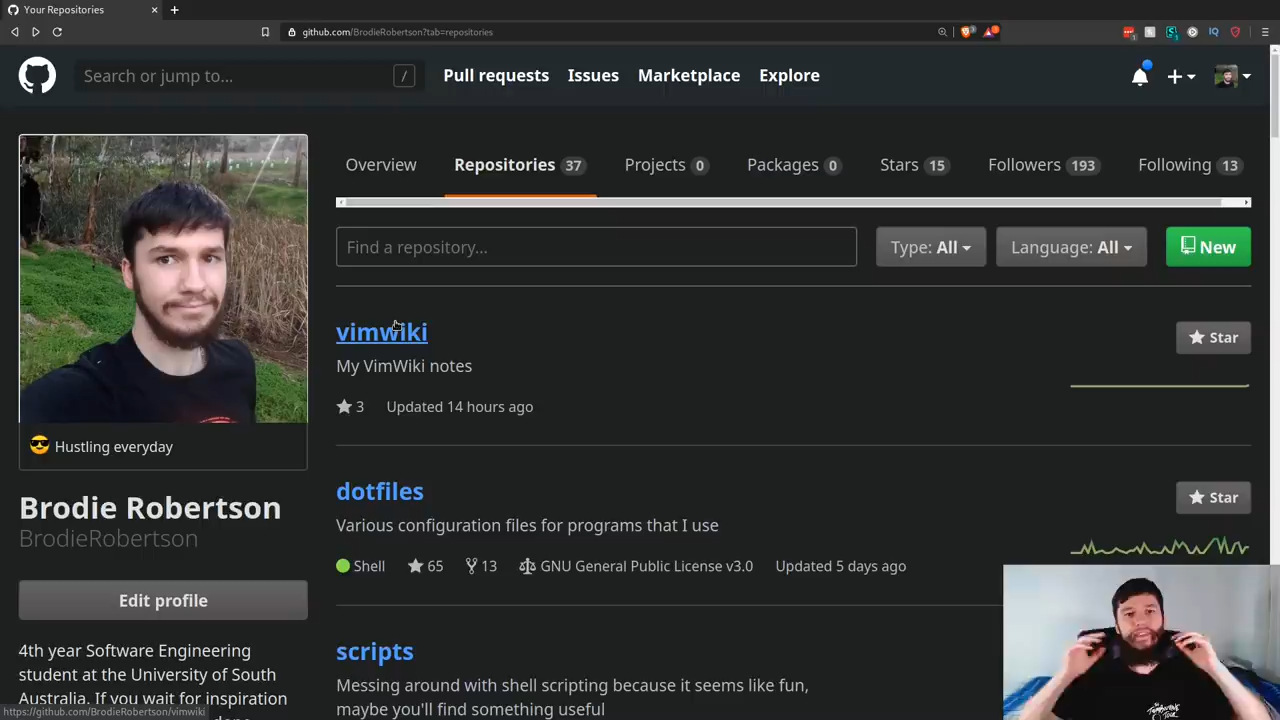 Your Repositories
github.com/BrodieRobertson?tab=repositories
Search or jump to...
/
Pull requests
Issues
Marketplace
Explore
Overview
Repositories 37
Projects 0
Packages 0
Stars 15
Followers 193
Following 13
Find a repository...
Type: All
Language: All
New
vimwiki
Star
My VimWiki notes
3 Updated 14 hours ago
😎 Hustling everyday
dotfiles
Star
Various configuration files for programs that I use
Shell 65 13 GNU General Public License v3.0 Updated 5 days ago
Brodie Robertson
BrodieRobertson
Edit profile
scripts
Messing around with shell scripting because it seems like fun,
maybe you'll find something useful
4th year Software Engineering
student at the University of South
Australia. If you wait for inspiration
https://github.com/BrodieRobertson/vimwiki